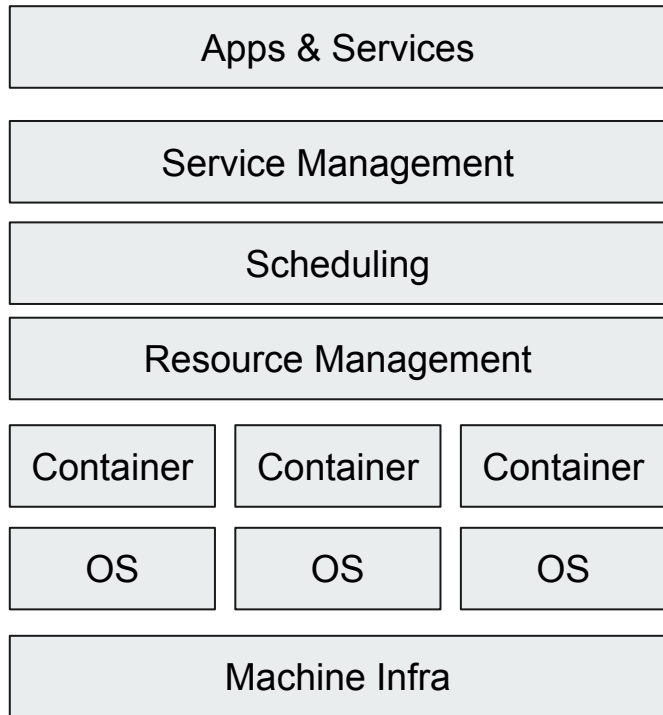 Apps & Services
Service Management
Scheduling
Resource Management
Container Container Container
OS OS OS
Machine Infra